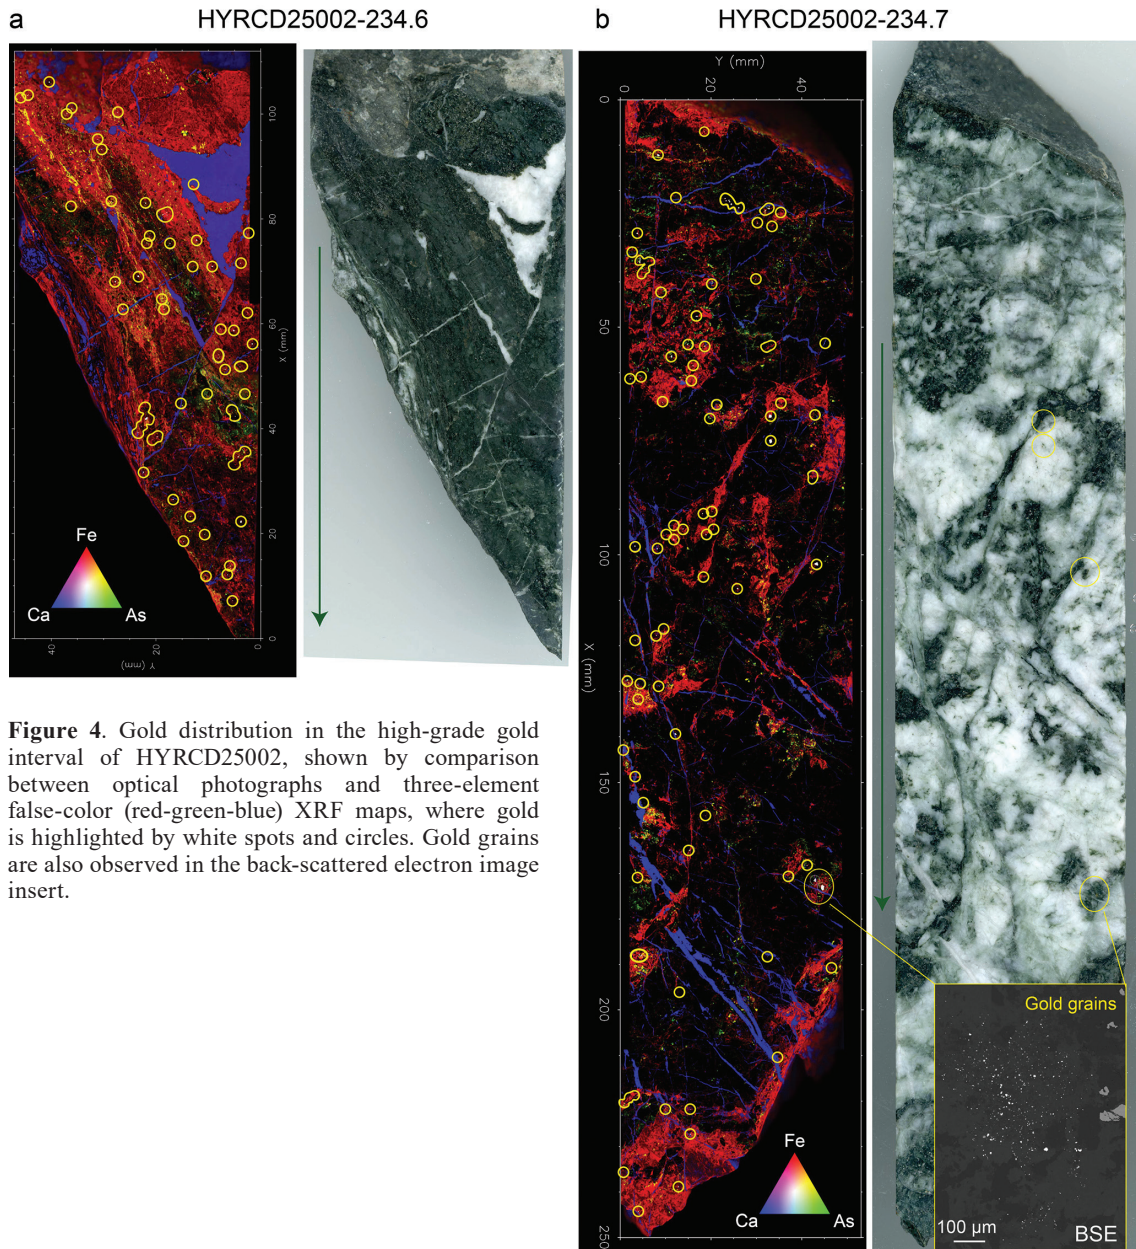 a
HYRCD25002-234.6
b
HYRCD25002-234.7
Y (mm)
0
20
40
0
50
100
150
200
250
X (mm)
100
80
60
40
20
0
X (mm)
40
20
0
Y (mm)
Fe
Ca
As
Figure 4. Gold distribution in the high-grade gold
interval of HYRCD25002, shown by comparison
between optical photographs and three-element
false-color (red-green-blue) XRF maps, where gold
is highlighted by white spots and circles. Gold grains
are also observed in the back-scattered electron image
insert.
Fe
Ca
As
Gold grains
100 µm
BSE